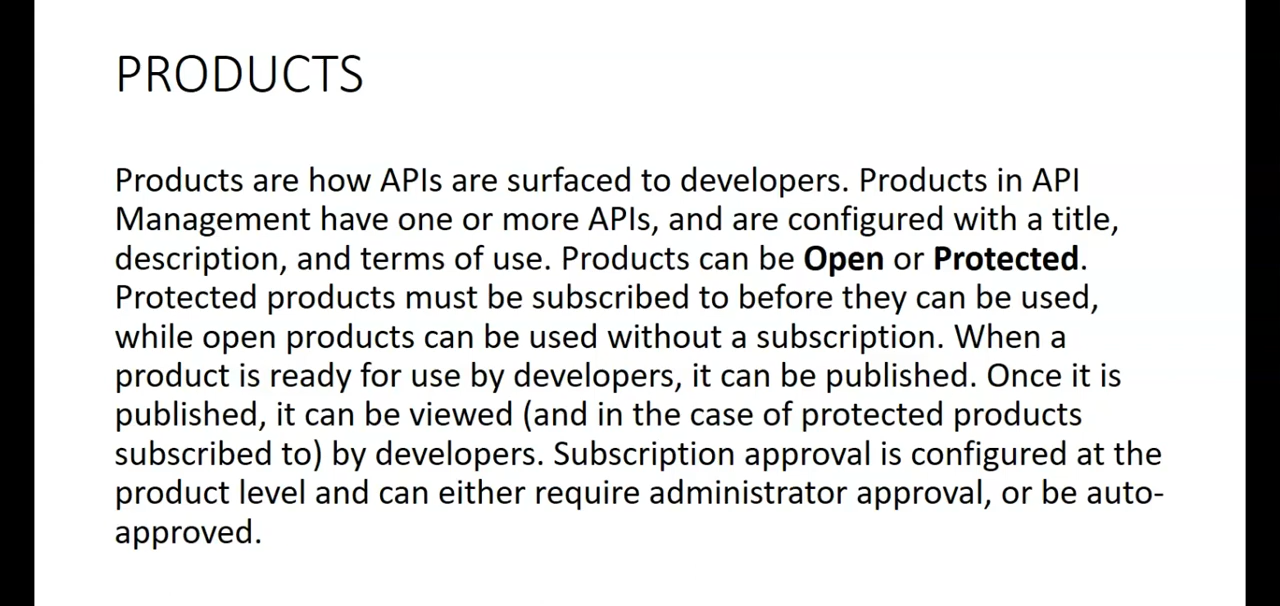 PRODUCTS
Products are how APIs are surfaced to developers. Products in API
Management have one or more APIs, and are configured with a title,
description, and terms of use. Products can be Open or Protected.
Protected products must be subscribed to before they can be used,
while open products can be used without a subscription. When a
product is ready for use by developers, it can be published. Once it is
published, it can be viewed (and in the case of protected products
subscribed to) by developers. Subscription approval is configured at the
product level and can either require administrator approval, or be auto-
approved.